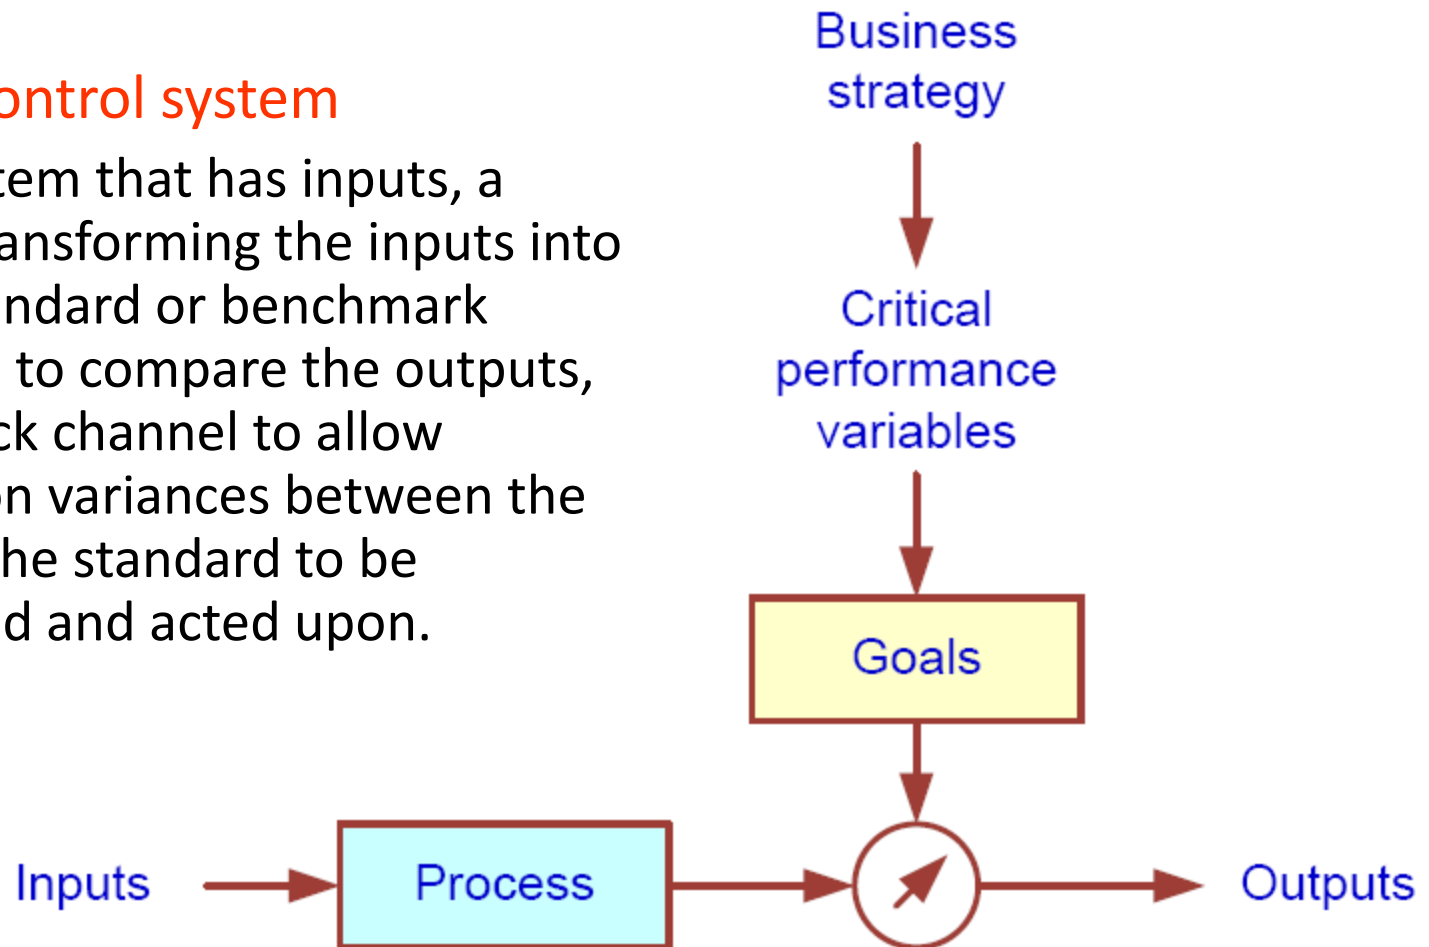 ontrol system
tem that has inputs, a
ansforming the inputs into
ndard or benchmark
to compare the outputs,
ck channel to allow
on variances between the
he standard to be
d and acted upon.
Business
strategy
Critical
performance
variables
Goals
Inputs
Process
Outputs